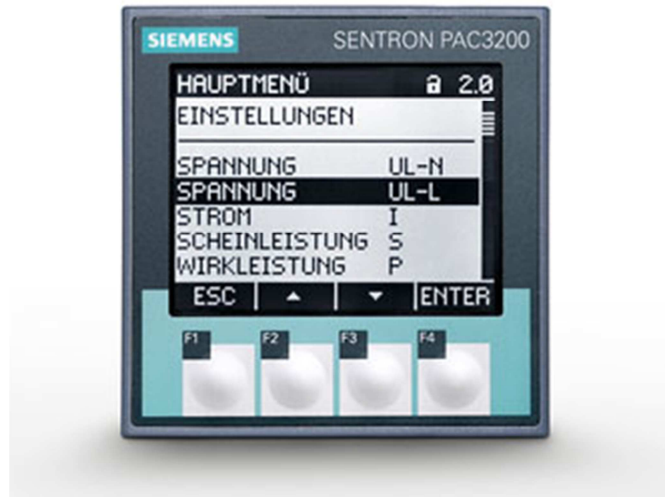 SIEMENS SENTRON PAC3200
HAUPTMENÜ 2.0
EINSTELLUNGEN
SPANNUNG UL-N
SPANNUNG UL-L
STROM I
SCHEINLEISTUNG S
WIRKLEISTUNG P
ESC ▲ ▼ ENTER
F1 F2 F3 F4